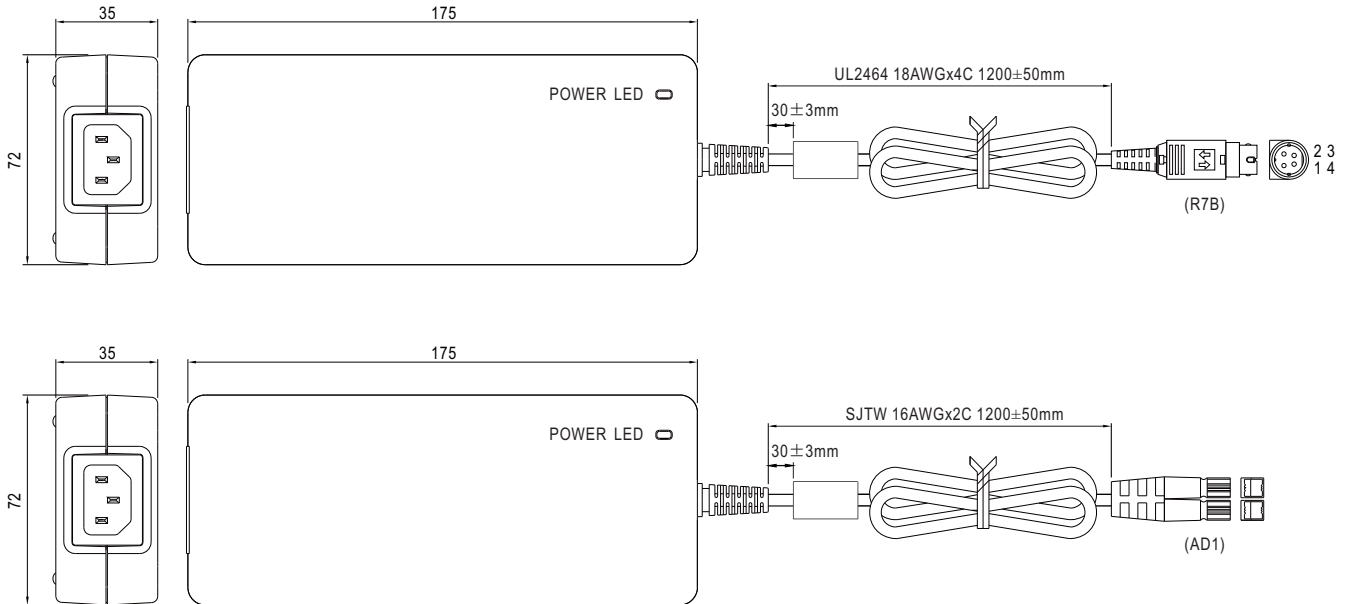 35
175
72
POWER LED
UL2464 18AWGx4C 1200±50mm
30±3mm
2 3
1 4
(R7B)
35
175
72
POWER LED
SJTW 16AWGx2C 1200±50mm
30±3mm
(AD1)